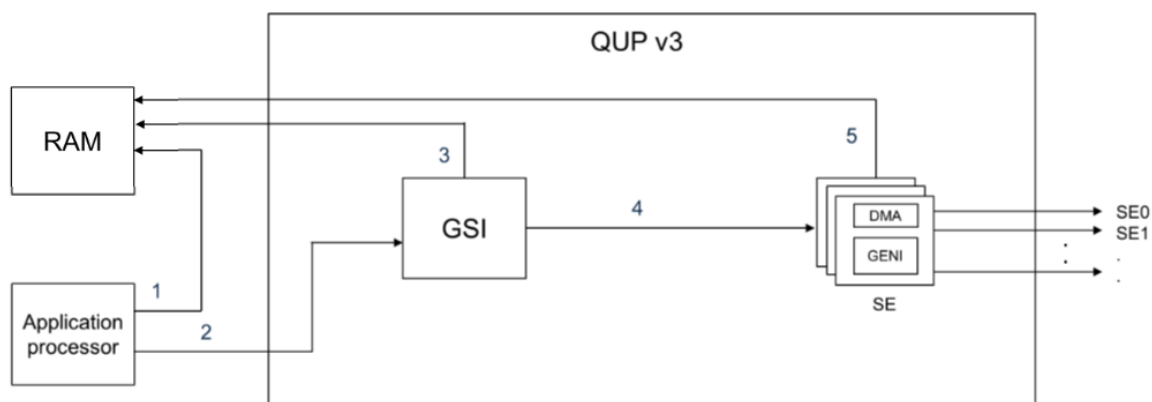 QUP v3
RAM
3
5
GSI
4
DMA
GENI
SE
SE0
SE1
:
.
.
1
2
Application
processor